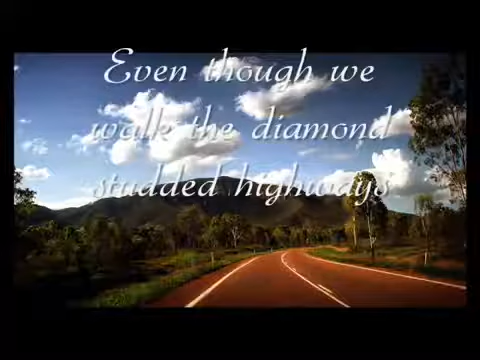 Even though we
walk the diamond
studded highways